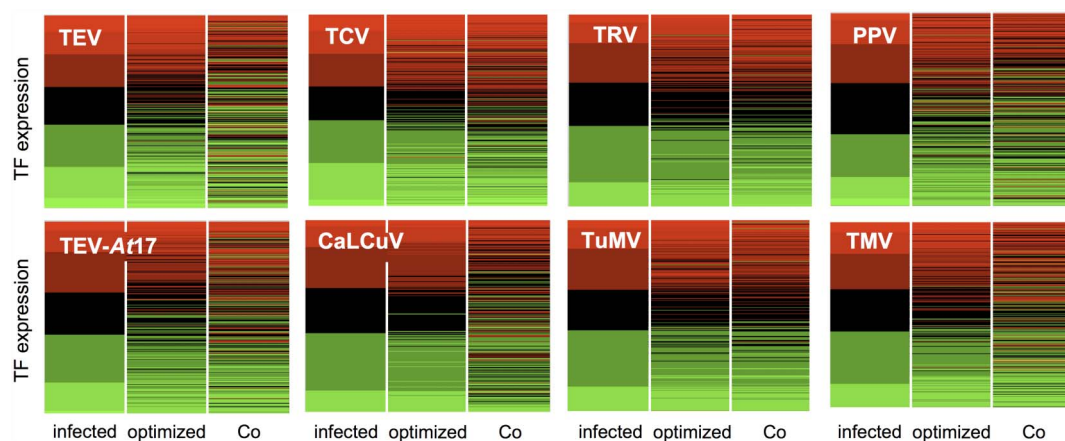 TF expression
TEV
TCV
TRV
PPV
TF expression
TEV-At17
CaLCuV
TuMV
TMV
infected optimized Co
infected optimized Co
infected optimized Co
infected optimized Co